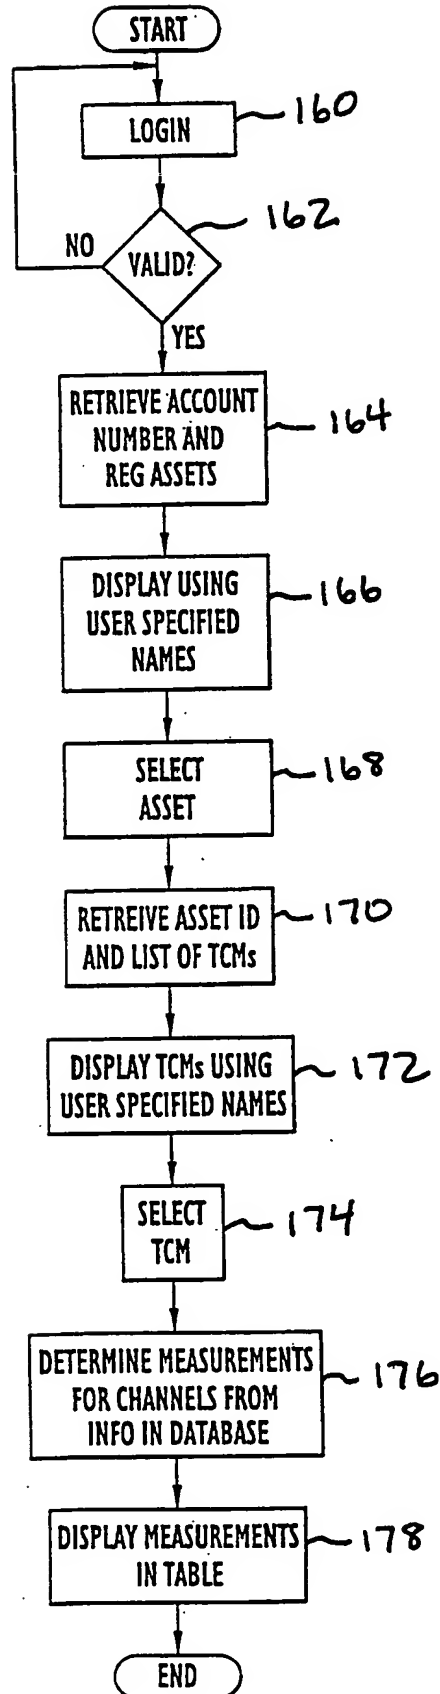 START
LOGIN
160
162
VALID?
NO
YES
RETRIEVE ACCOUNT
NUMBER AND
REG ASSETS
164
DISPLAY USING
USER SPECIFIED
NAMES
166
SELECT
ASSET
168
RETREIVE ASSET ID
AND LIST OF TCMs
170
DISPLAY TCMs USING
USER SPECIFIED NAMES
172
SELECT
TCM
174
DETERMINE MEASUREMENTS
FOR CHANNELS FROM
INFO IN DATABASE
176
DISPLAY MEASUREMENTS
IN TABLE
178
END